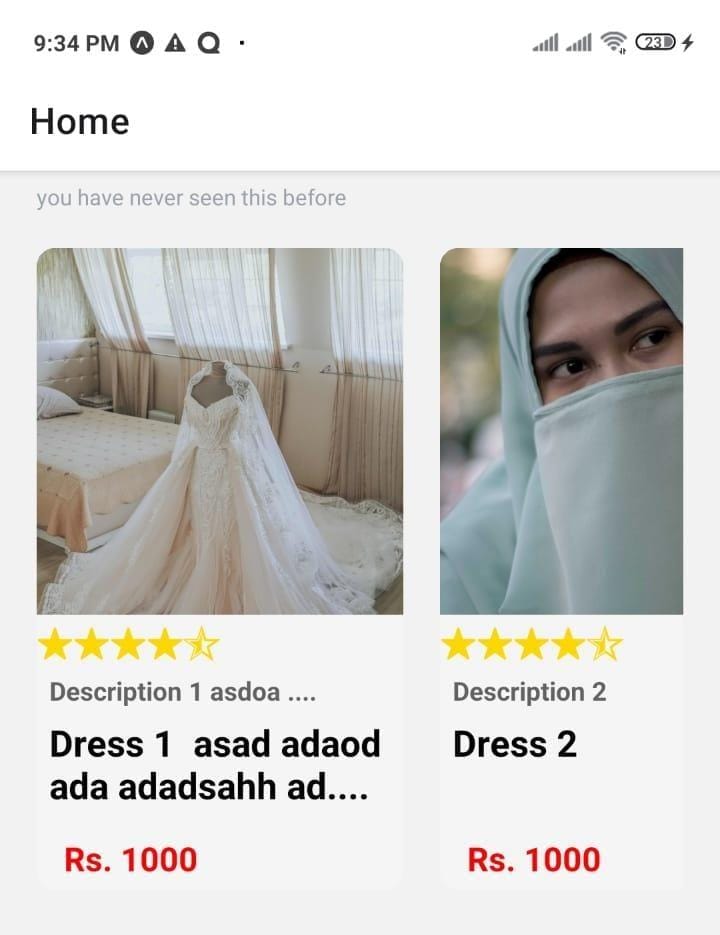 9:34 PM
23
Home
you have never seen this before
Description 1 asdoa ....
Dress 1  asad adaod
ada adadsahh ad....
Rs. 1000
Description 2
Dress 2
Rs. 1000